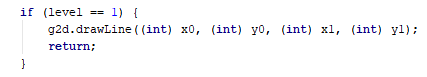 if (level == 1) {
    g2d.drawLine((int) x0, (int) y0, (int) x1, (int) y1);
    return;
}